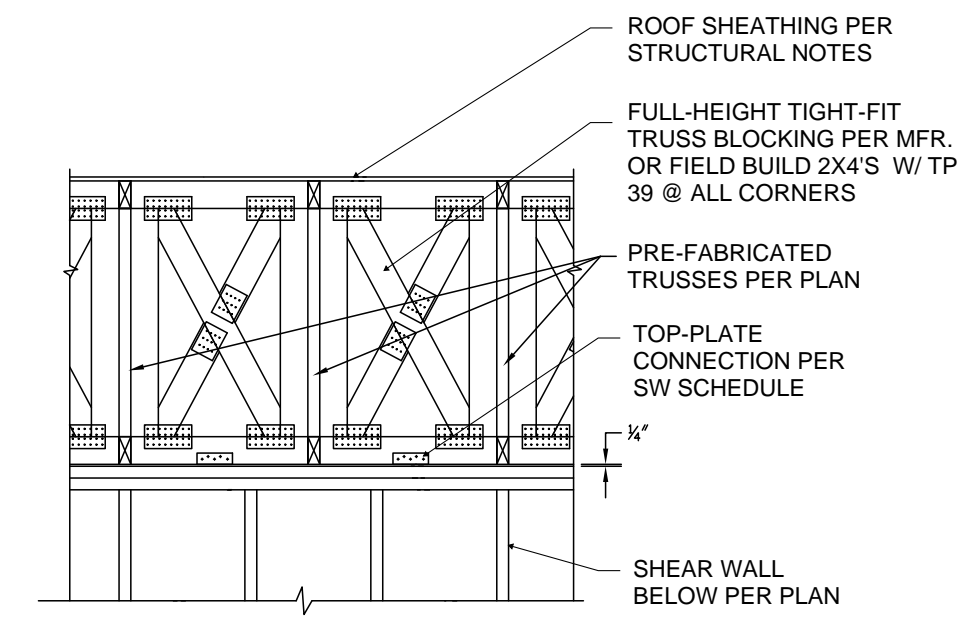 ROOF SHEATHING PER
STRUCTURAL NOTES
FULL-HEIGHT TIGHT-FIT
TRUSS BLOCKING PER MFR.
OR FIELD BUILD 2X4'S W/ TP
39 @ ALL CORNERS
PRE-FABRICATED
TRUSSES PER PLAN
TOP-PLATE
CONNECTION PER
SW SCHEDULE
¼"
SHEAR WALL
BELOW PER PLAN